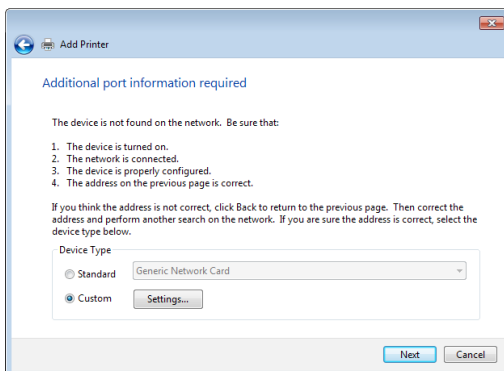 Add Printer
Additional port information required
The device is not found on the network.  Be sure that:
1.  The device is turned on.
2.  The network is connected.
3.  The device is properly configured.
4.  The address on the previous page is correct.
If you think the address is not correct, click Back to return to the previous page.  Then correct the
address and perform another search on the network.  If you are sure the address is correct, select the
device type below.
Device Type
Standard Generic Network Card
Custom Settings...
Next Cancel